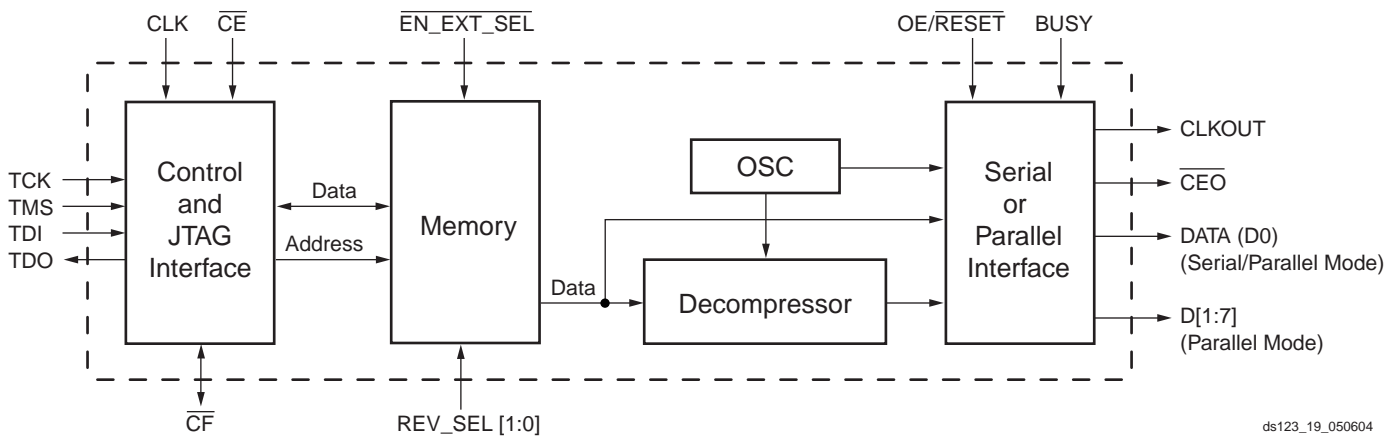 CLK
CE
EN_EXT_SEL
OE/RESET
BUSY
TCK
TMS
TDI
TDO
Control
and
JTAG
Interface
Data
Address
Memory
Data
OSC
Decompressor
Serial
or
Parallel
Interface
CLKOUT
CEO
DATA (D0)
(Serial/Parallel Mode)
D[1:7]
(Parallel Mode)
CF
REV_SEL [1:0]
ds123_19_050604